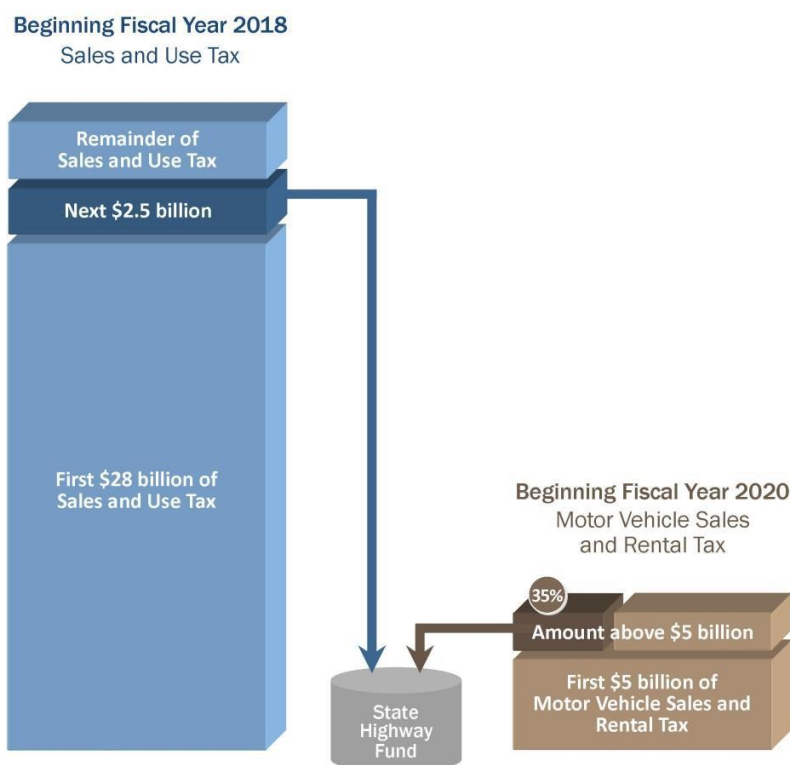 Beginning Fiscal Year 2018
Sales and Use Tax
Remainder of
Sales and Use Tax
Next $2.5 billion
First $28 billion of
Sales and Use Tax
Beginning Fiscal Year 2020
Motor Vehicle Sales
and Rental Tax
35%
Amount above $5 billion
First $5 billion of
Motor Vehicle Sales and
Rental Tax
State
Highway
Fund